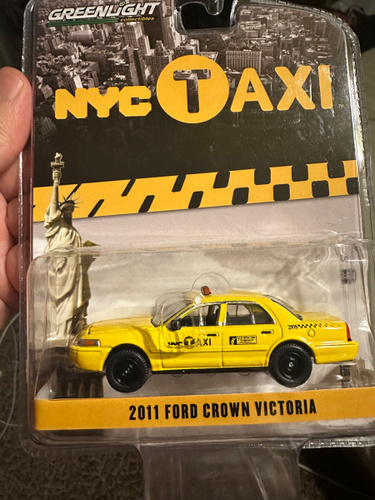 GREENLIGHT
collectibles
NYC TAXI
NYC TAXI
2011 FORD CROWN VICTORIA